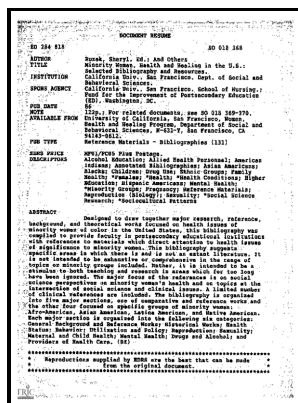 DOCUMENT RESUME
ED 284 818 SO 018 368
AUTHOR Ruzek, Sheryl, Ed.; And Others
TITLE Minority Women, Health and Healing in the U.S.:
Selected Bibliography and Resources.
INSTITUTION California Univ., San Francisco. Dept. of Social and
Behavioral Sciences.
SPONS AGENCY California Univ., San Francisco. School of Nursing.;
Fund for the Improvement of Postsecondary Education
(ED), Washington, DC.
PUB DATE 86
NOTE 122p.; For related documents, see SO 018 369-370.
AVAILABLE FROM University of California, San Francisco, Women,
Health and Healing Program, Department of Social and
Behavioral Sciences, N-631-Y, San Francisco, CA
94143-0612.
PUB TYPE Reference Materials - Bibliographies (131)
EDRS PRICE MF01/PC05 Plus Postage.
DESCRIPTORS Alcohol Education; Allied Health Personnel; American
Indians; Annotated Bibliographies; Asian Americans;
Blacks; Children; Drug Use; Ethnic Groups; Family
Health; *Females; *Health; *Health Conditions; Higher
Education; Hispanic Americans; Mental Health;
*Minority Groups; Pregnancy; Reference Materials;
Reproduction (Biology); Sexuality; *Social Science
Research; *Sociocultural Patterns
ABSTRACT
Designed to draw together major research, reference,
background, and theoretical works focused on health issues of
minority women of color in the United States, this bibliography was
compiled to provide faculty in postsecondary educational institutions
with references to materials which direct attention to health issues
of significance to minority women. This bibliography suggests
specific areas in which there is and is not an extant literature. It
is not intended to be exhaustive or comprehensive in the range of
topics or materials included. Rather, it is intended to be a
stimulus to both teaching and research in areas which for too long
have been ignored. The major focus of the references is on social
science perspectives on minority women's health and on topics at the
intersection of social science and clinical issues. A limited number
of clinical references are included. The bibliography is organized
into five major sections, one of comparative and reference works and
the other four focusing on specific groups of minority women:
Afro-American, Asian American, Latina American, and Native American.
Each major section is organized into the following six categories:
General Background and Reference Works; Historical Works; Health
Status; Behavior; Utilization and Policy; Reproduction; Sexuality;
Maternal and Child Health; Mental Health; Drugs and Alcohol; and
Providers of Health Care. (BR)
* Reproductions supplied by EDRS are the best that can be made *
* from the original document. *
ERIC